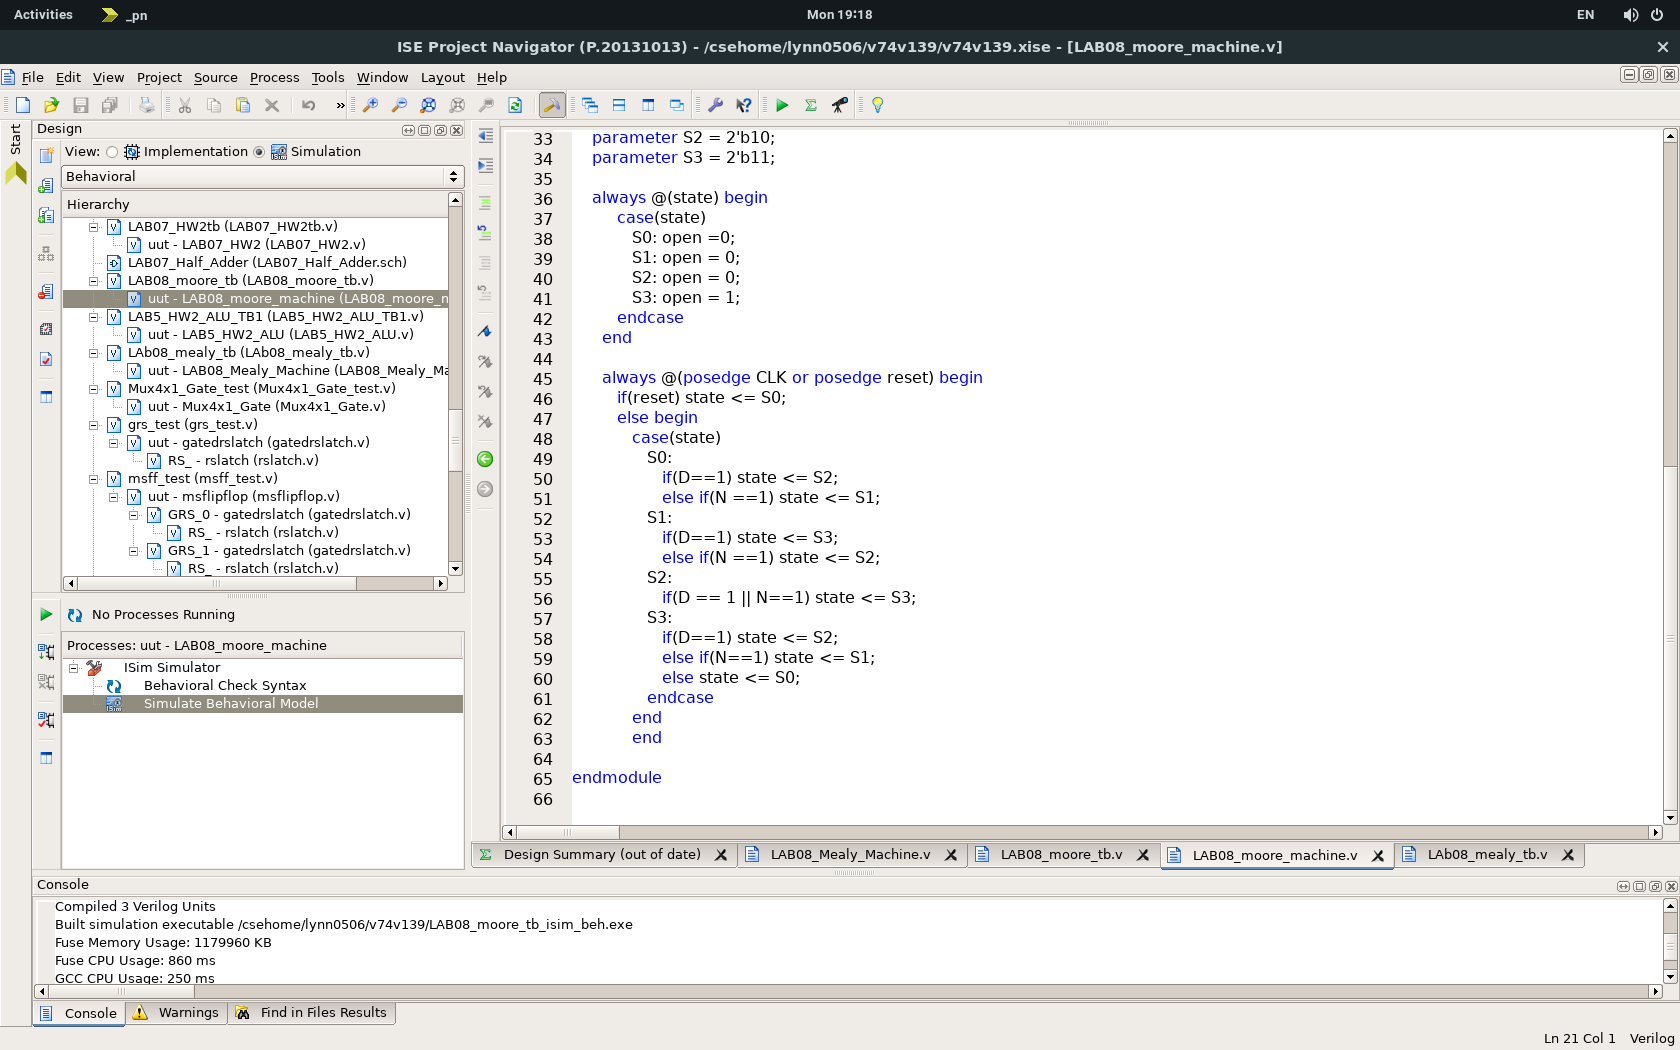 Activities
_pn
Mon 19:18
EN
ISE Project Navigator (P.20131013) - /csehome/lynn0506/v74v139/v74v139.xise - [LAB08_moore_machine.v]
File Edit View Project Source Process Tools Window Layout Help
»
Start
Design
View: Implementation Simulation
Behavioral
Hierarchy
LAB07_HW2tb (LAB07_HW2tb.v)
uut - LAB07_HW2 (LAB07_HW2.v)
LAB07_Half_Adder (LAB07_Half_Adder.sch)
LAB08_moore_tb (LAB08_moore_tb.v)
uut - LAB08_moore_machine (LAB08_moore_n
LAB5_HW2_ALU_TB1 (LAB5_HW2_ALU_TB1.v)
uut - LAB5_HW2_ALU (LAB5_HW2_ALU.v)
LAb08_mealy_tb (LAb08_mealy_tb.v)
uut - LAB08_Mealy_Machine (LAB08_Mealy_Ma
Mux4x1_Gate_test (Mux4x1_Gate_test.v)
uut - Mux4x1_Gate (Mux4x1_Gate.v)
grs_test (grs_test.v)
uut - gatedrslatch (gatedrslatch.v)
RS_ - rslatch (rslatch.v)
msff_test (msff_test.v)
uut - msflipflop (msflipflop.v)
GRS_0 - gatedrslatch (gatedrslatch.v)
RS_ - rslatch (rslatch.v)
GRS_1 - gatedrslatch (gatedrslatch.v)
RS_ - rslatch (rslatch.v)
No Processes Running
Processes: uut - LAB08_moore_machine
ISim Simulator
Behavioral Check Syntax
Simulate Behavioral Model
33 parameter S2 = 2'b10;
34 parameter S3 = 2'b11;
35
36 always @(state) begin
37 case(state)
38 S0: open =0;
39 S1: open = 0;
40 S2: open = 0;
41 S3: open = 1;
42 endcase
43 end
44
45 always @(posedge CLK or posedge reset) begin
46 if(reset) state <= S0;
47 else begin
48 case(state)
49 S0:
50 if(D==1) state <= S2;
51 else if(N ==1) state <= S1;
52 S1:
53 if(D==1) state <= S3;
54 else if(N ==1) state <= S2;
55 S2:
56 if(D == 1 || N==1) state <= S3;
57 S3:
58 if(D==1) state <= S2;
59 else if(N==1) state <= S1;
60 else state <= S0;
61 endcase
62 end
63 end
64
65 endmodule
66
Design Summary (out of date)
LAB08_Mealy_Machine.v
LAB08_moore_tb.v
LAB08_moore_machine.v
LAb08_mealy_tb.v
Console
Compiled 3 Verilog Units
Built simulation executable /csehome/lynn0506/v74v139/LAB08_moore_tb_isim_beh.exe
Fuse Memory Usage: 1179960 KB
Fuse CPU Usage: 860 ms
GCC CPU Usage: 250 ms
Console
Warnings
Find in Files Results
Ln 21 Col 1 Verilog